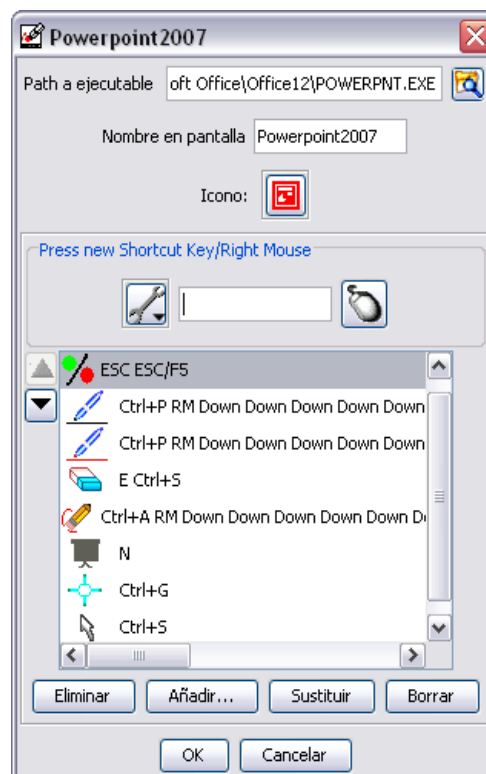 Powerpoint2007
Path a ejecutable oft Office\Office12\POWERPNT.EXE
Nombre en pantalla Powerpoint2007
Icono:
Press new Shortcut Key/Right Mouse
ESC ESC/F5
Ctrl+P RM Down Down Down Down Down
Ctrl+P RM Down Down Down Down Down
E Ctrl+S
Ctrl+A RM Down Down Down Down Down D
N
Ctrl+G
Ctrl+S
Eliminar Añadir... Sustituir Borrar
OK Cancelar